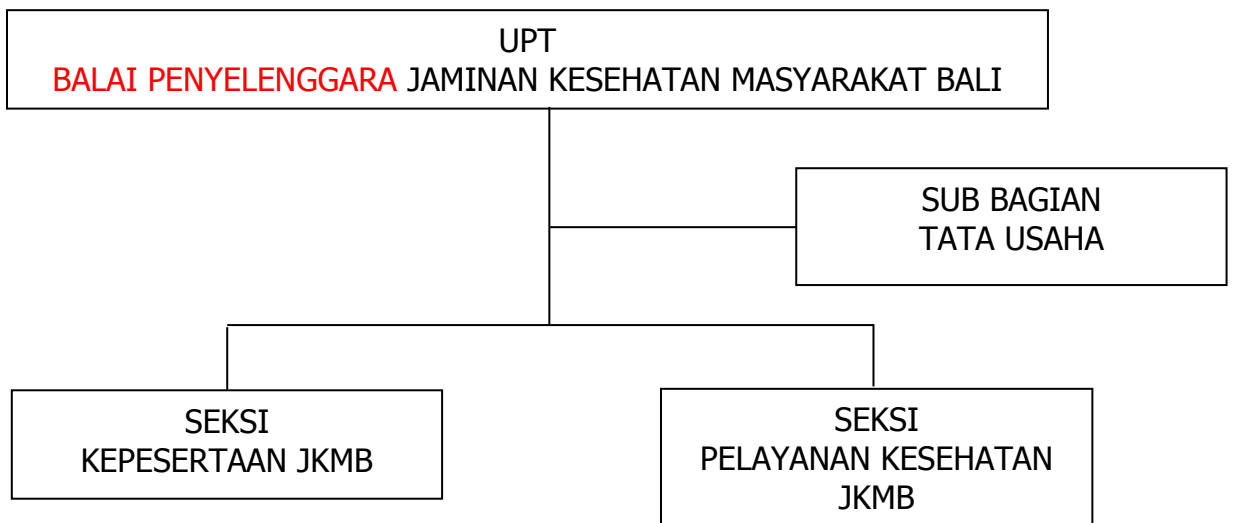 UPT
BALAI PENYELENGGARA JAMINAN KESEHATAN MASYARAKAT BALI
SUB BAGIAN
TATA USAHA
SEKSI
KEPESERTAAN JKMB
SEKSI
PELAYANAN KESEHATAN
JKMB